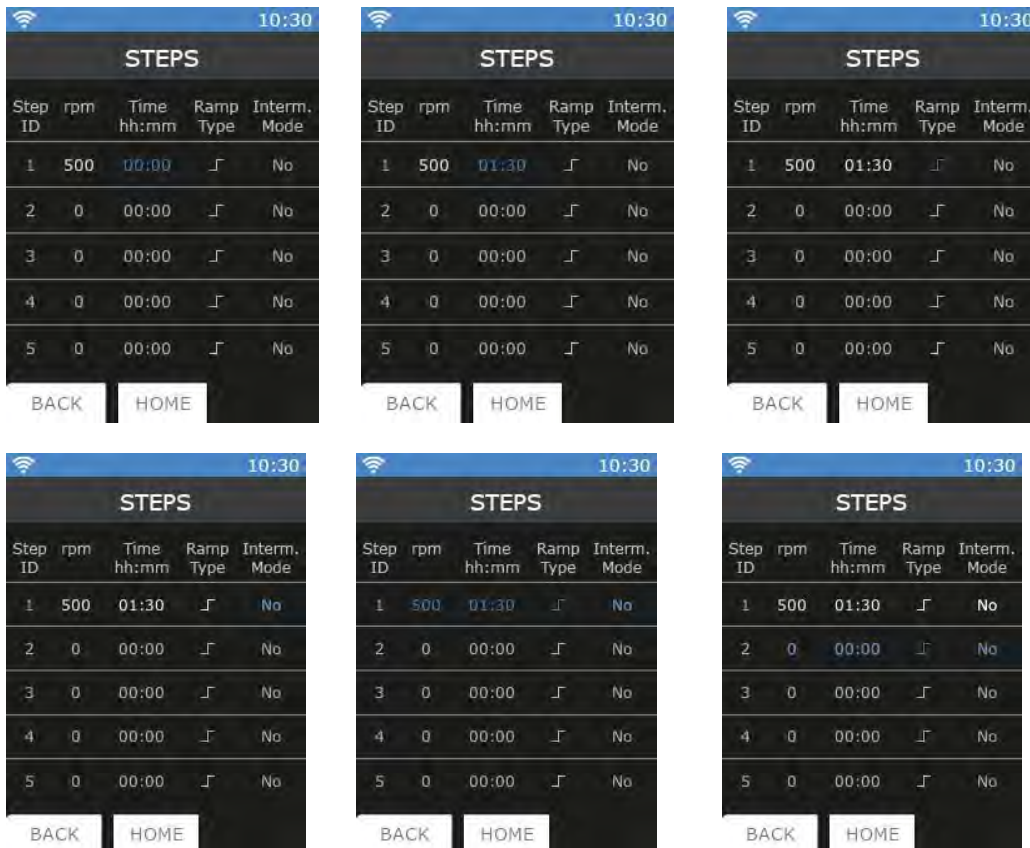 10:30
STEPS
Step ID rpm Time hh:mm Ramp Type Interm. Mode
1 500 00:00 No
2 0 00:00 No
3 0 00:00 No
4 0 00:00 No
5 0 00:00 No
BACK HOME
10:30
STEPS
Step ID rpm Time hh:mm Ramp Type Interm. Mode
1 500 01:30 No
2 0 00:00 No
3 0 00:00 No
4 0 00:00 No
5 0 00:00 No
BACK HOME
10:30
STEPS
Step ID rpm Time hh:mm Ramp Type Interm. Mode
1 500 01:30 No
2 0 00:00 No
3 0 00:00 No
4 0 00:00 No
5 0 00:00 No
BACK HOME
10:30
STEPS
Step ID rpm Time hh:mm Ramp Type Interm. Mode
1 500 01:30 No
2 0 00:00 No
3 0 00:00 No
4 0 00:00 No
5 0 00:00 No
BACK HOME
10:30
STEPS
Step ID rpm Time hh:mm Ramp Type Interm. Mode
1 500 01:30 No
2 0 00:00 No
3 0 00:00 No
4 0 00:00 No
5 0 00:00 No
BACK HOME
10:30
STEPS
Step ID rpm Time hh:mm Ramp Type Interm. Mode
1 500 01:30 No
2 0 00:00 No
3 0 00:00 No
4 0 00:00 No
5 0 00:00 No
BACK HOME